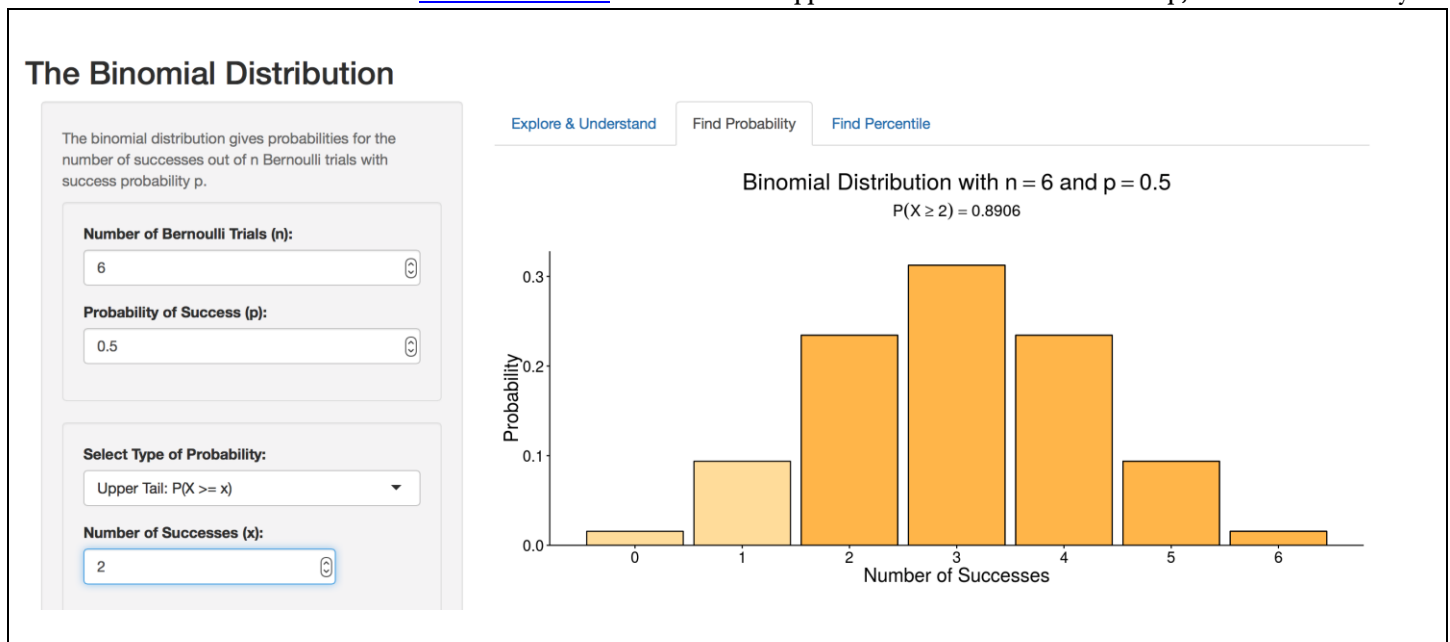 The Binomial Distribution
The binomial distribution gives probabilities for the
number of successes out of n Bernoulli trials with
success probability p.
Number of Bernoulli Trials (n):
6
Probability of Success (p):
0.5
Select Type of Probability:
Upper Tail: P(X >= x)
Number of Successes (x):
2
Explore & Understand
Find Probability
Find Percentile
Binomial Distribution with n = 6 and p = 0.5
P(X ≥ 2) = 0.8906
Probability
0.3
0.2
0.1
0.0
0 1 2 3 4 5 6
Number of Successes